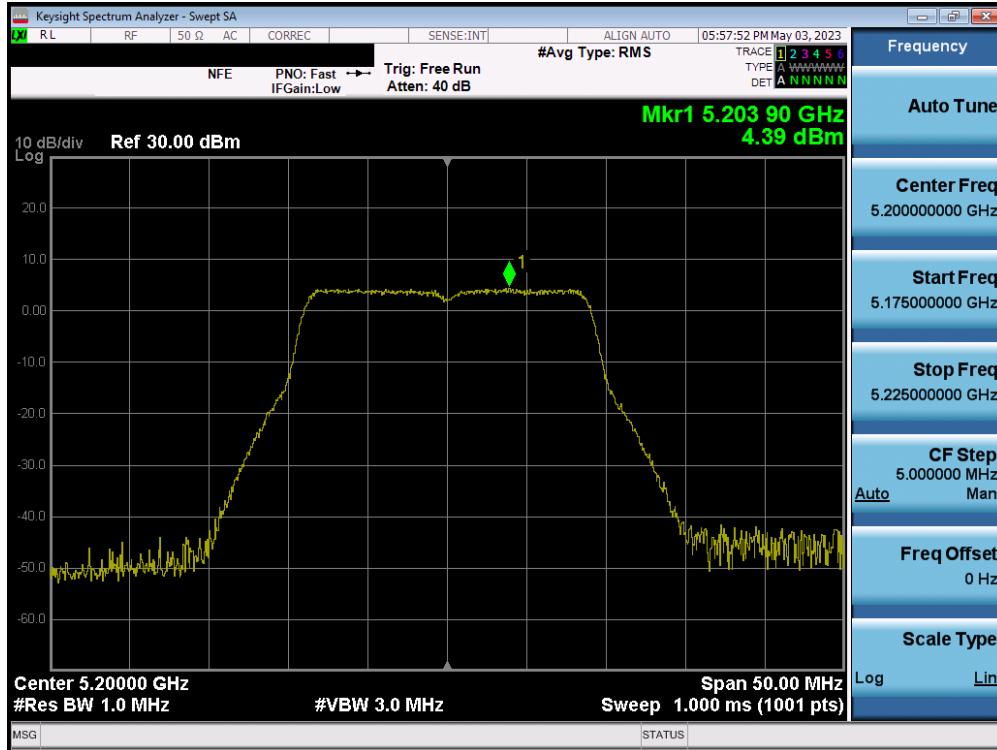 Keysight Spectrum Analyzer - Swept SA
LXI RL RF 50 Ω AC CORREC SENSE:INT ALIGN AUTO 05:57:52 PM May 03, 2023
NFE PNO: Fast Trig: Free Run #Avg Type: RMS TRACE 1 2 3 4 5 6
IFGain:Low Atten: 40 dB TYPE A WWWWWW
DET A N N N N N
Mkr1 5.203 90 GHz
4.39 dBm
10 dB/div Ref 30.00 dBm
Log
20.0
10.0
1
0.00
-10.0
-20.0
-30.0
-40.0
-50.0
-60.0
Center 5.20000 GHz Span 50.00 MHz
#Res BW 1.0 MHz #VBW 3.0 MHz Sweep 1.000 ms (1001 pts)
MSG STATUS
Frequency
Auto Tune
Center Freq
5.200000000 GHz
Start Freq
5.175000000 GHz
Stop Freq
5.225000000 GHz
CF Step
5.000000 MHz
Auto Man
Freq Offset
0 Hz
Scale Type
Log Lin